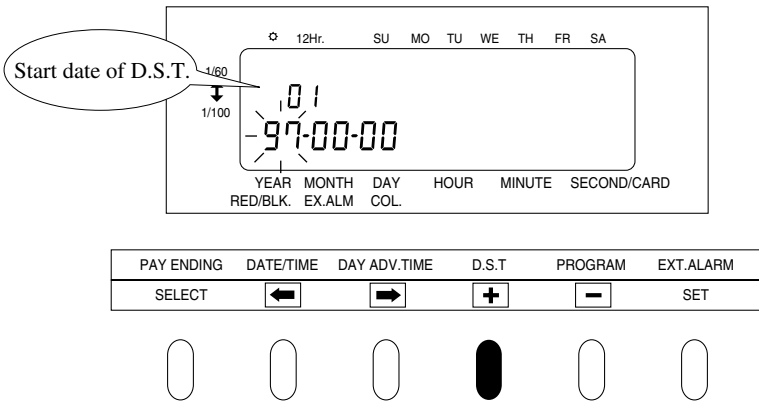 12Hr. SU MO TU WE TH FR SA
Start date of D.S.T.
1/60
1/100
01
97-00-00
YEAR MONTH DAY HOUR MINUTE SECOND/CARD
RED/BLK. EX.ALM COL.
PAY ENDING DATE/TIME DAY ADV.TIME D.S.T PROGRAM EXT.ALARM
SELECT ← → + − SET